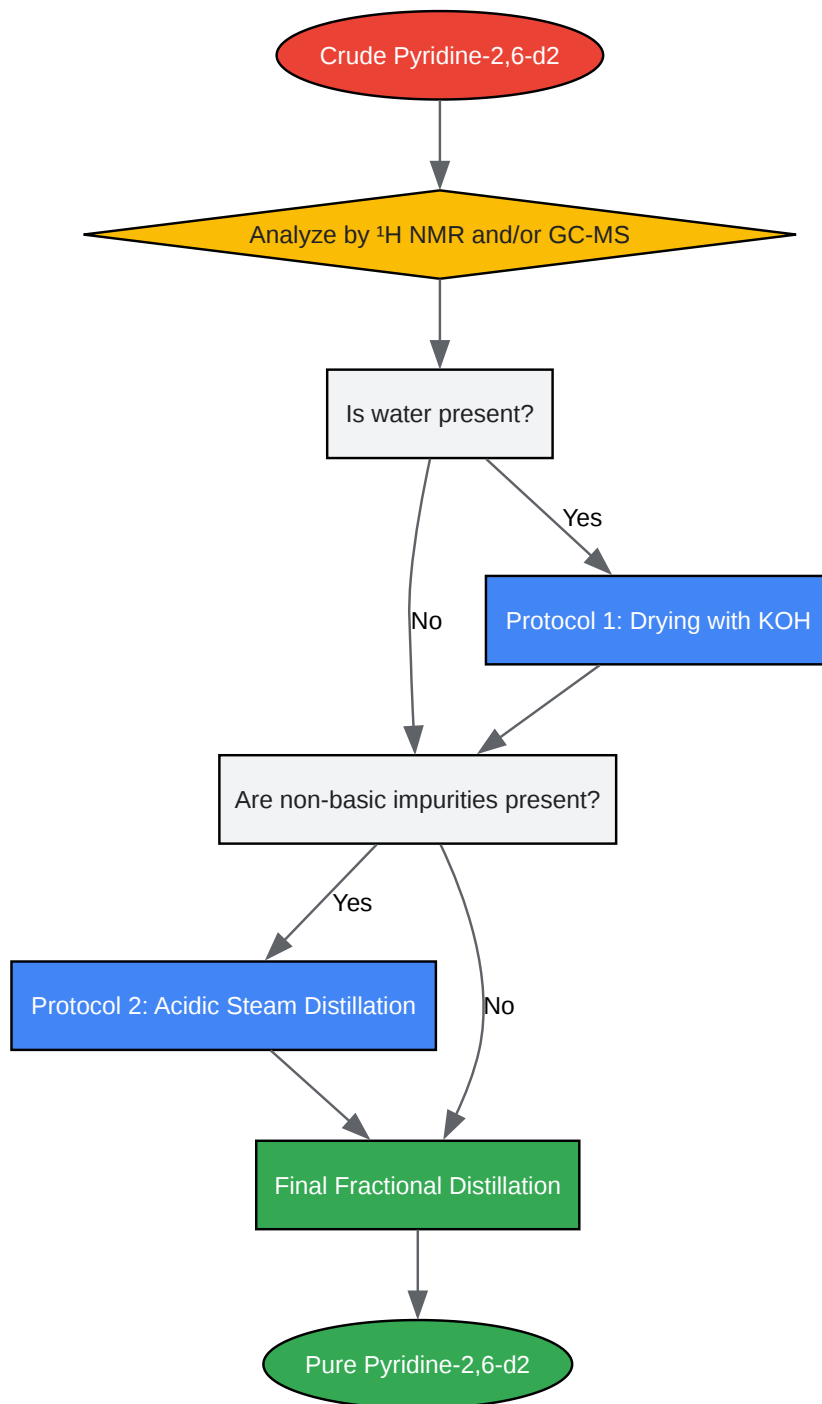 Crude Pyridine-2,6-d2
Analyze by ¹H NMR and/or GC-MS
Is water present?
Yes
Protocol 1: Drying with KOH
No
Are non-basic impurities present?
Yes
Protocol 2: Acidic Steam Distillation
No
Final Fractional Distillation
Pure Pyridine-2,6-d2